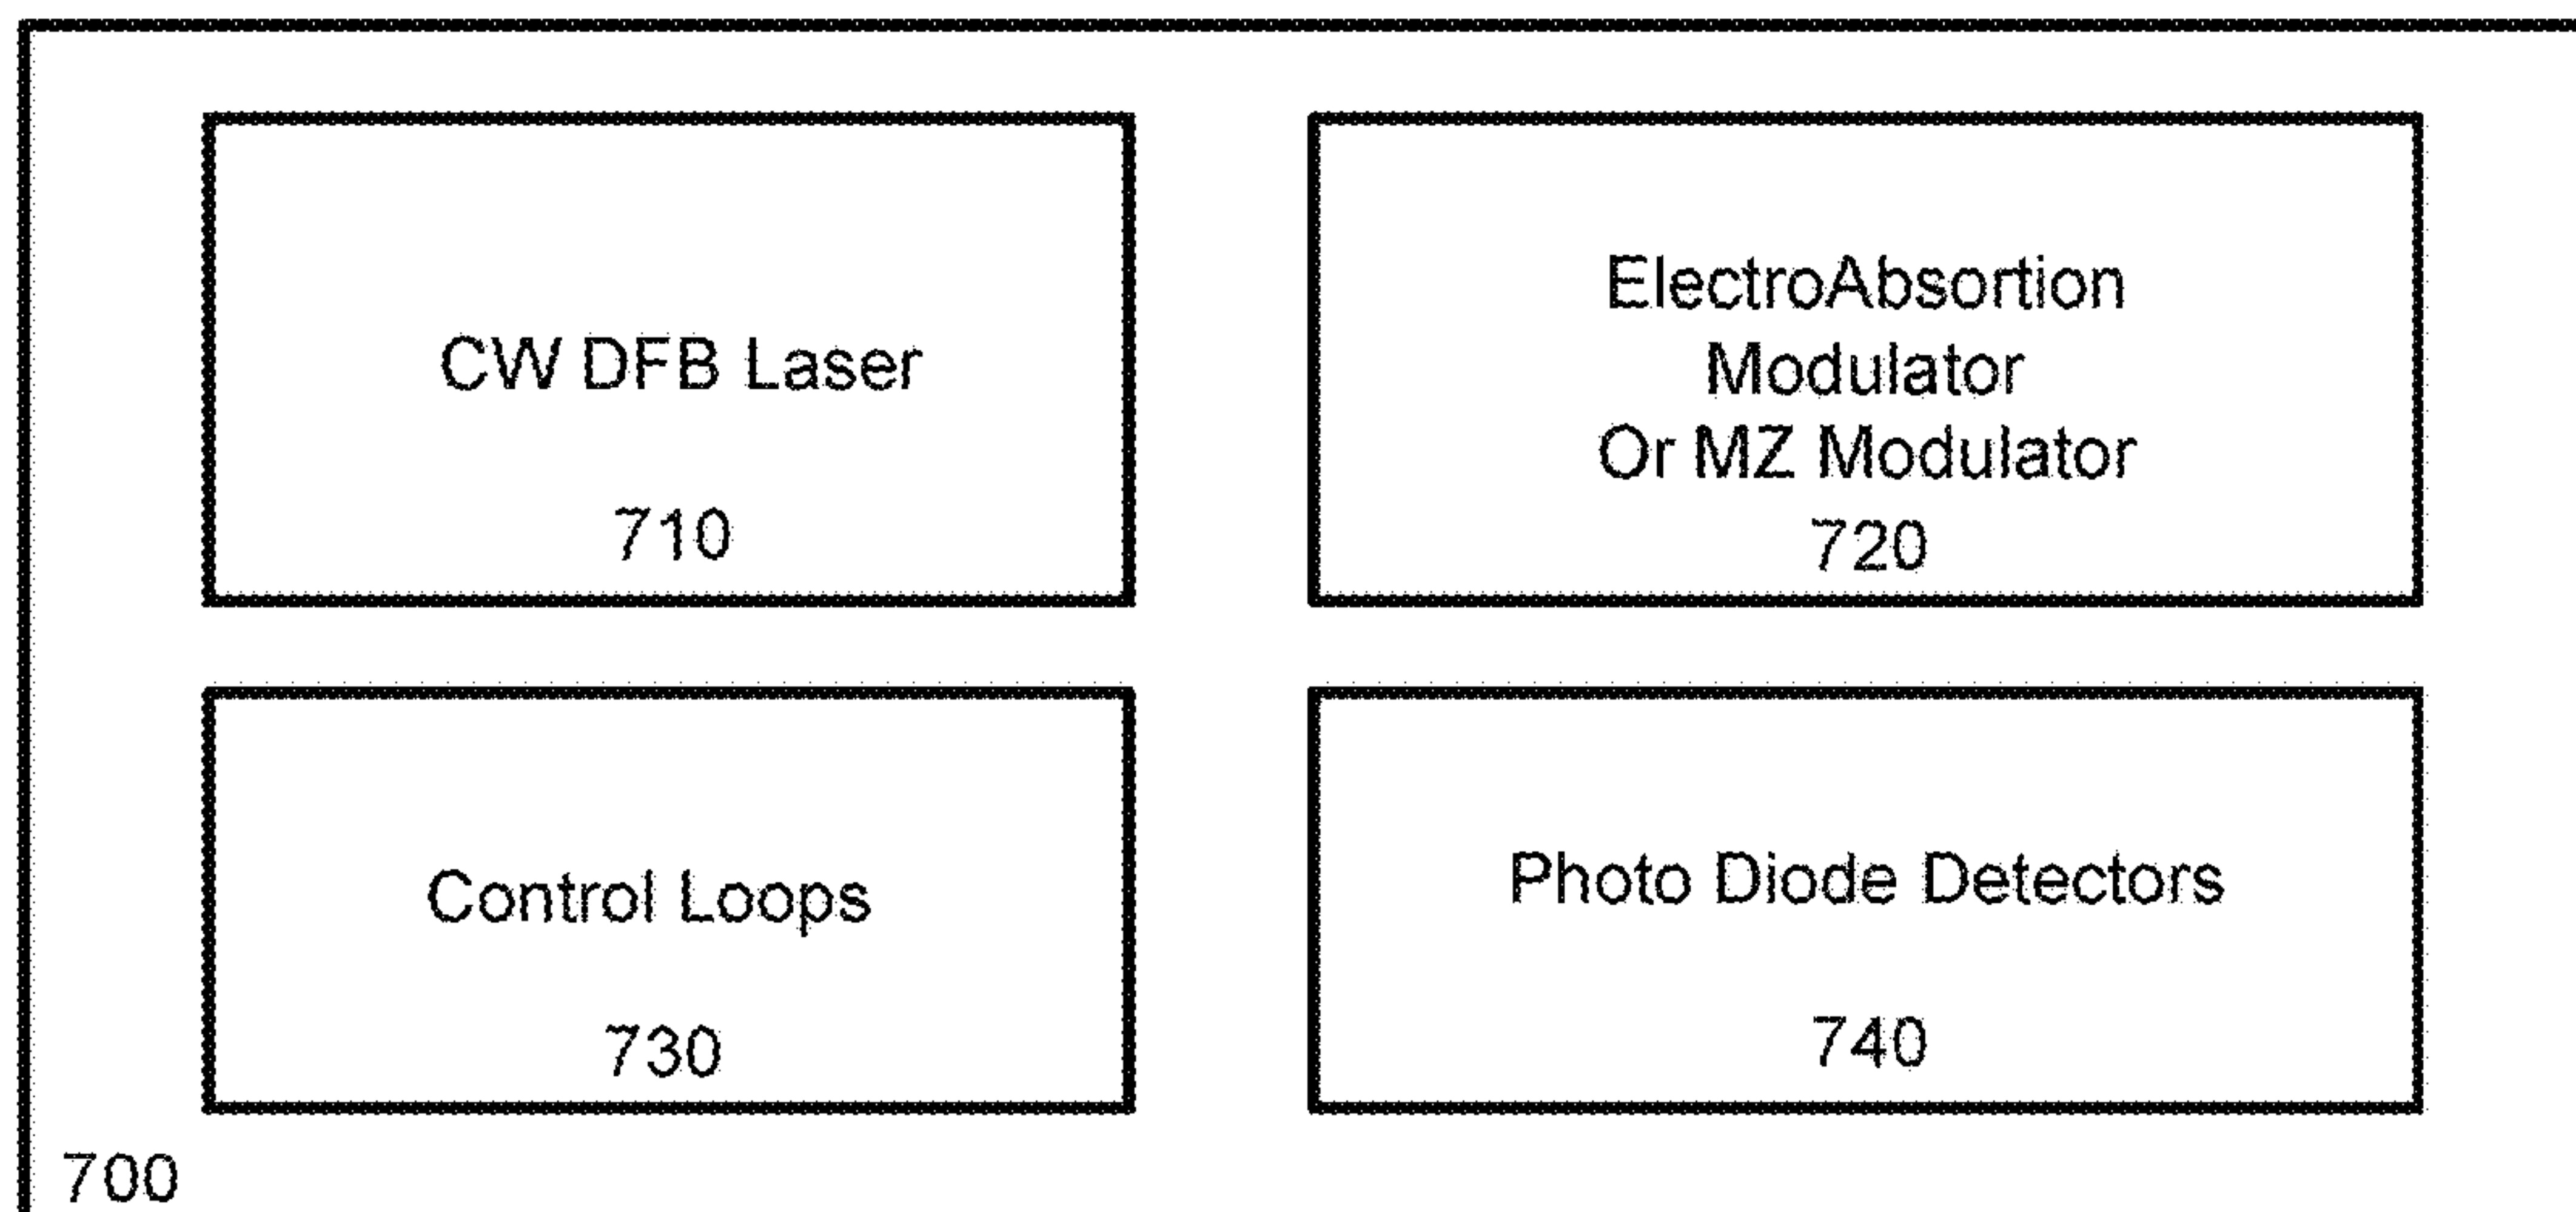 CW DFB Laser
710
ElectroAbsortion
Modulator
Or MZ Modulator
720
Control Loops
730
Photo Diode Detectors
740
700